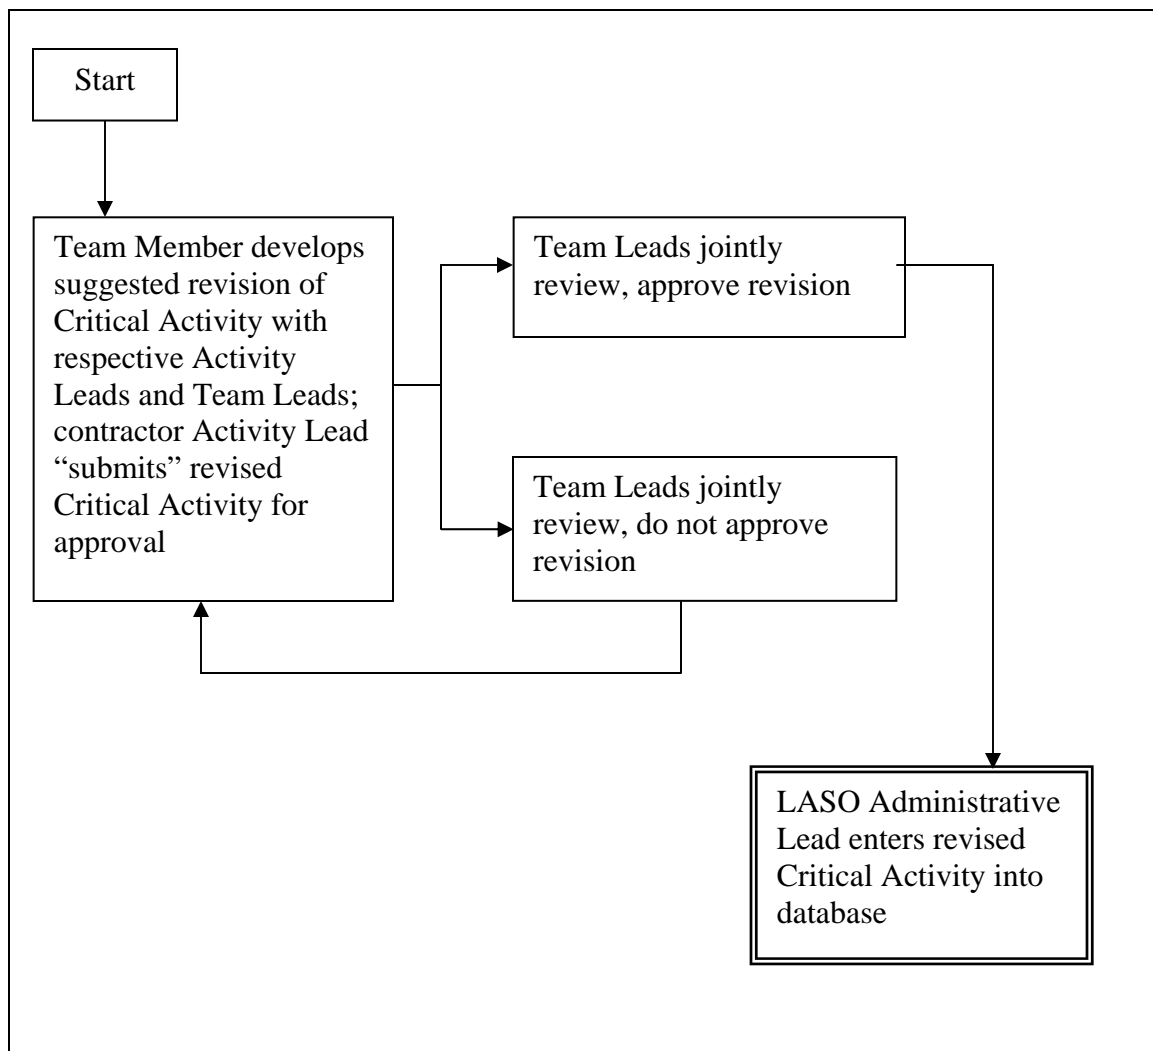 Start
Team Member develops
suggested revision of
Critical Activity with
respective Activity
Leads and Team Leads;
contractor Activity Lead
“submits” revised
Critical Activity for
approval
Team Leads jointly
review, approve revision
Team Leads jointly
review, do not approve
revision
LASO Administrative
Lead enters revised
Critical Activity into
database